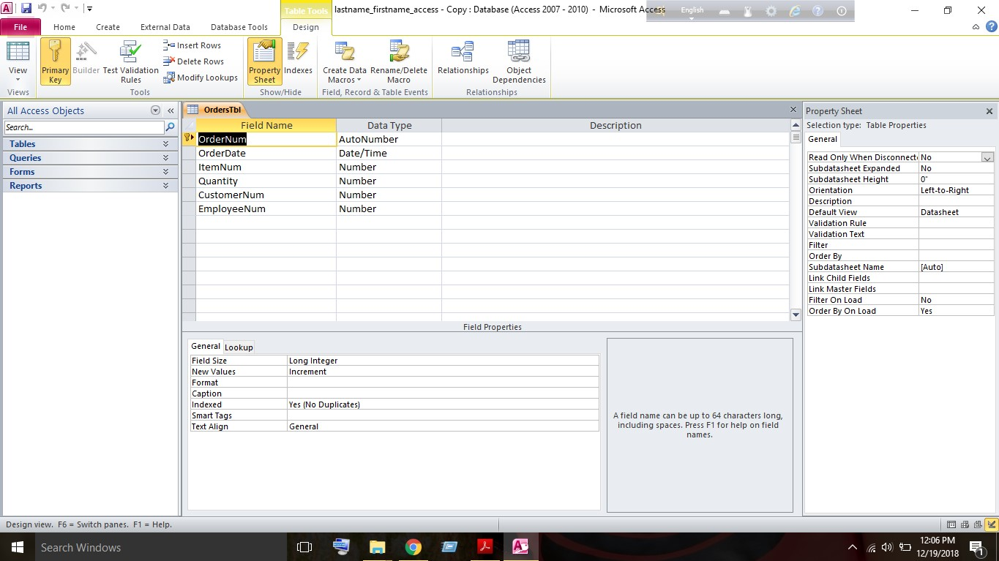 Table Tools
lastname_firstname_access - Copy : Database (Access 2007 - 2010) - Microsoft Access
English
File Home Create External Data Database Tools Design
View
Views
Primary Key
Builder
Test Validation Rules
Insert Rows
Delete Rows
Modify Lookups
Tools
Property Sheet
Indexes
Show/Hide
Create Data Macros
Rename/Delete Macro
Field, Record & Table Events
Relationships
Object Dependencies
Relationships
All Access Objects
Search...
Tables
Queries
Forms
Reports
OrdersTbl
Field Name Data Type Description
OrderNum AutoNumber
OrderDate Date/Time
ItemNum Number
Quantity Number
CustomerNum Number
EmployeeNum Number
Field Properties
General Lookup
Field Size Long Integer
New Values Increment
Format
Caption
Indexed Yes (No Duplicates)
Smart Tags
Text Align General
A field name can be up to 64 characters long,
including spaces. Press F1 for help on field
names.
Property Sheet
Selection type: Table Properties
General
Read Only When Disconnecte No
Subdatasheet Expanded No
Subdatasheet Height 0"
Orientation Left-to-Right
Description
Default View Datasheet
Validation Rule
Validation Text
Filter
Order By
Subdatasheet Name [Auto]
Link Child Fields
Link Master Fields
Filter On Load No
Order By On Load Yes
Design view. F6 = Switch panes. F1 = Help.
Search Windows
12:06 PM
12/19/2018
1